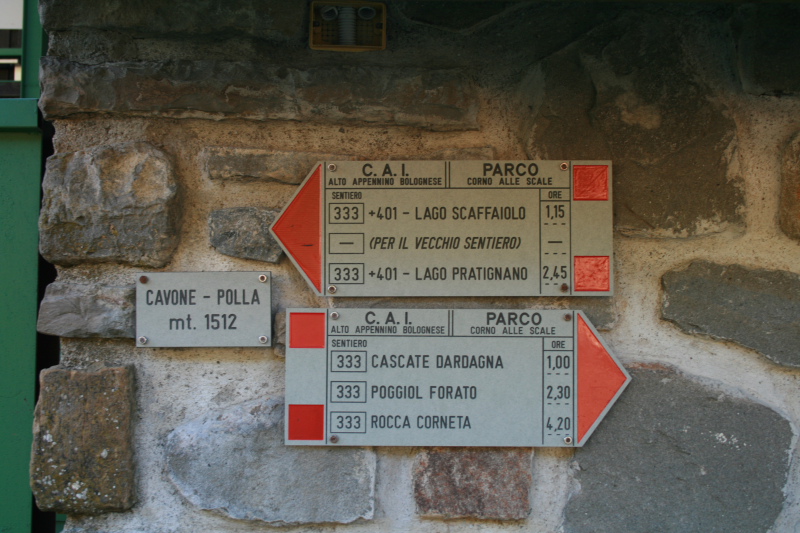 C.A.I. PARCO
ALTO APPENNINO BOLOGNESE CORNO ALLE SCALE
SENTIERO ORE
333 +401 - LAGO SCAFFAIOLO 1,15
— (PER IL VECCHIO SENTIERO) —
333 +401 - LAGO PRATIGNANO 2,45
CAVONE - POLLA
mt. 1512
C.A.I. PARCO
ALTO APPENNINO BOLOGNESE CORNO ALLE SCALE
SENTIERO ORE
333 CASCATE DARDAGNA 1,00
333 POGGIOL FORATO 2,30
333 ROCCA CORNETA 4,20